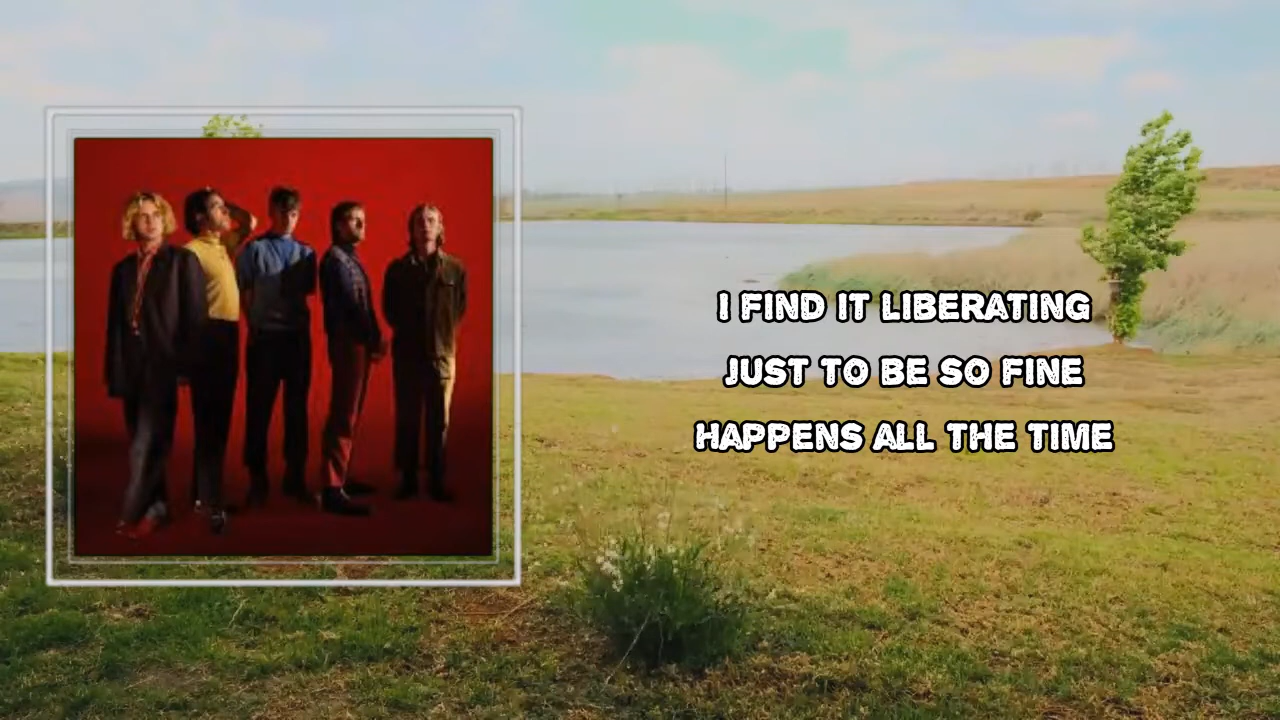 I FIND IT LIBERATING
JUST TO BE SO FINE
HAPPENS ALL THE TIME